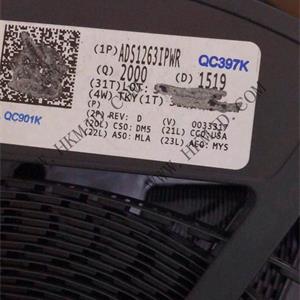 (1P) ADS1263IPWR QC397K
(Q) 2000 (D) 1519
(31T) LOT:
(4W) TKY (1T)
(P)
(2P) REV: D (V) 0033317
(20L) CSO: DM5 (21L) CCO: USA
(22L) ASO: MLA (23L) ACO: MYS
QC901K